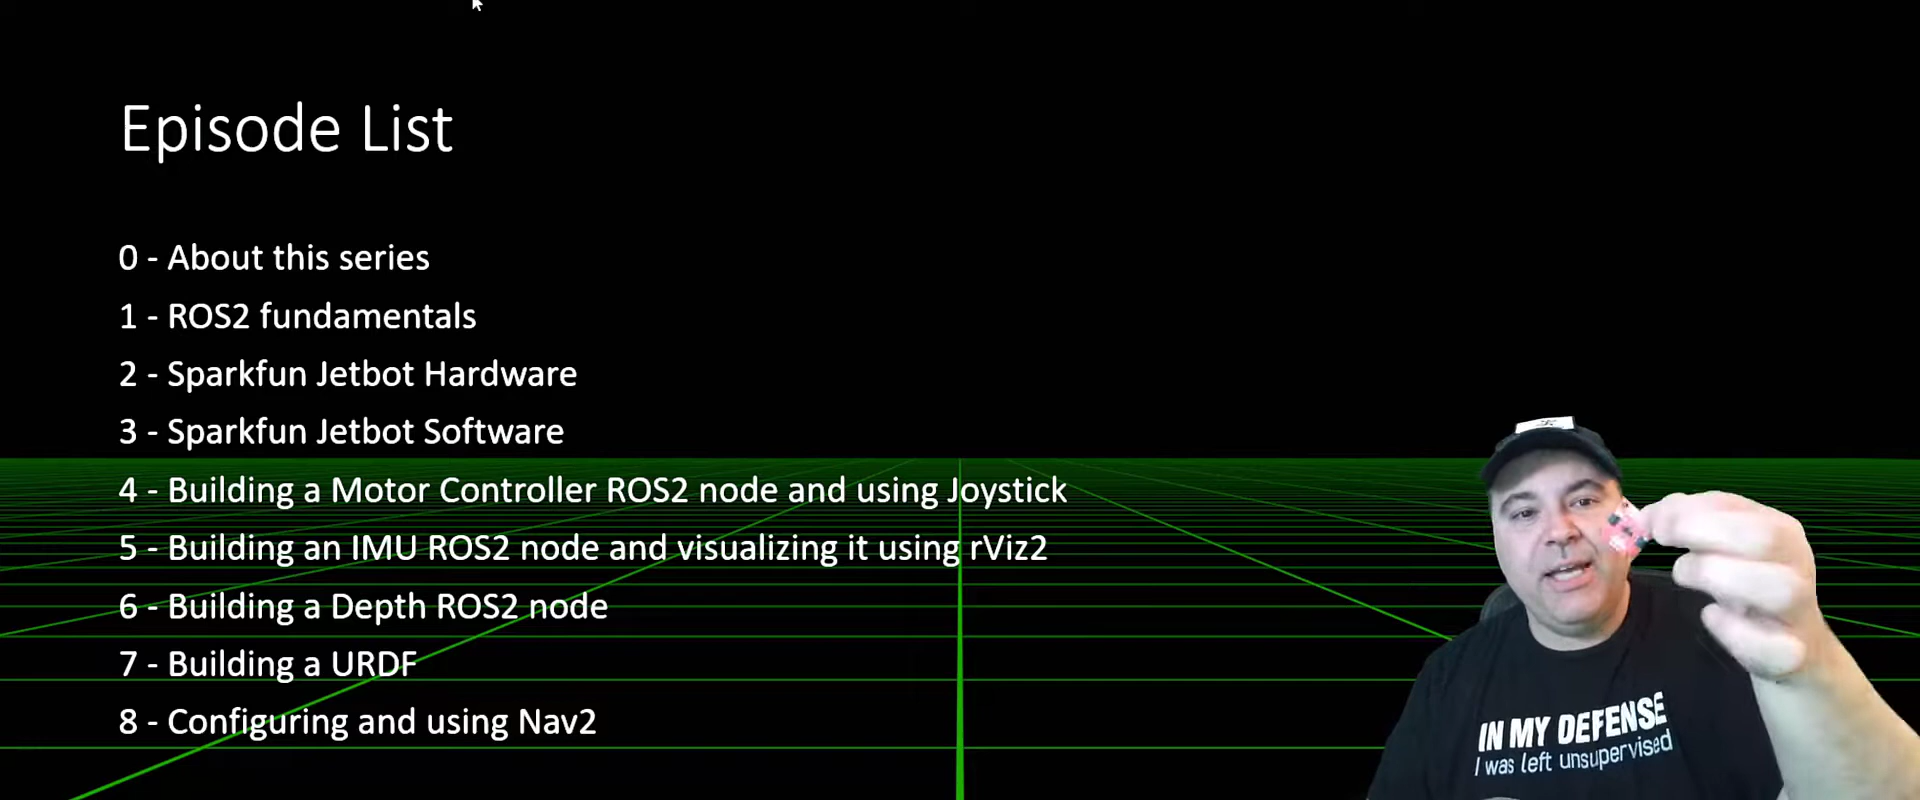 Episode List
0 - About this series
1 - ROS2 fundamentals
2 - Sparkfun Jetbot Hardware
3 - Sparkfun Jetbot Software
4 - Building a Motor Controller ROS2 node and using Joystick
5 - Building an IMU ROS2 node and visualizing it using rViz2
6 - Building a Depth ROS2 node
7 - Building a URDF
8 - Configuring and using Nav2
IN MY DEFENSE
I was left unsupervised